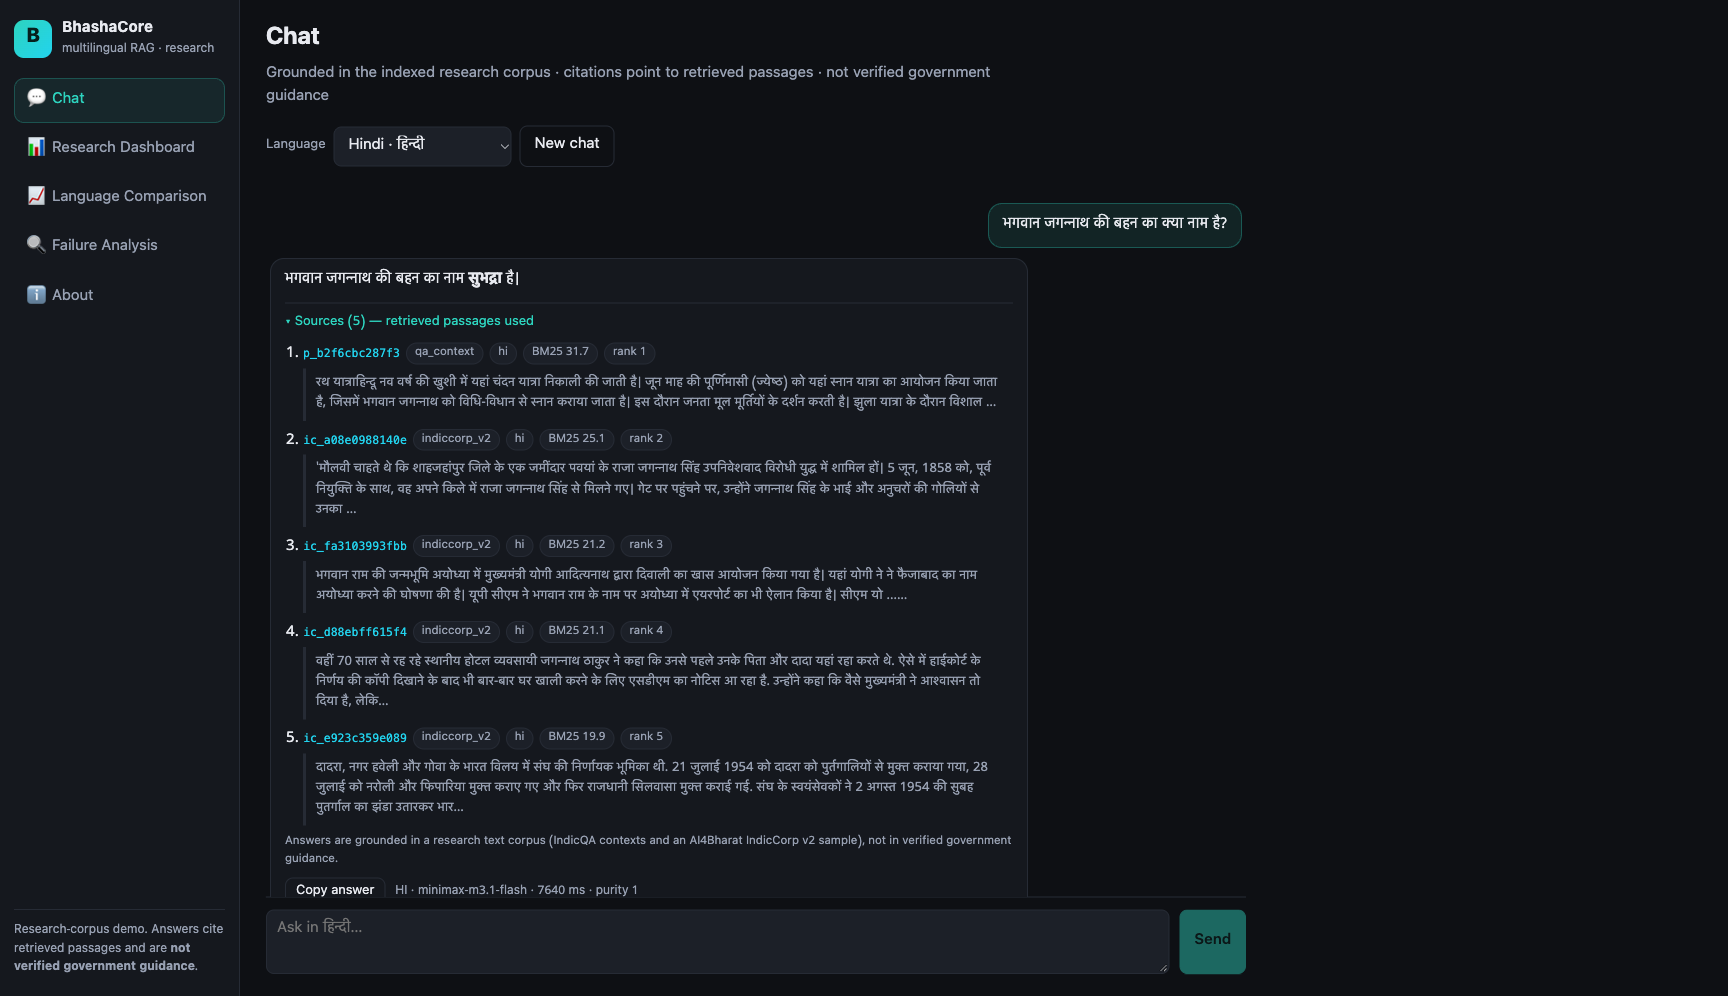 B
BhashaCore
multilingual RAG · research
💬 Chat
📊 Research Dashboard
📈 Language Comparison
🔍 Failure Analysis
ℹ️ About
Research-corpus demo. Answers cite
retrieved passages and are not
verified government guidance.
Chat
Grounded in the indexed research corpus · citations point to retrieved passages · not verified government
guidance
Language Hindi · हिन्दी New chat
भगवान जगन्नाथ की बहन का क्या नाम है?
भगवान जगन्नाथ की बहन का नाम सुभद्रा है|
▾ Sources (5) — retrieved passages used
1. p_b2f6cbc287f3 qa_context hi BM25 31.7 rank 1
रथ यात्राहिन्दू नव वर्ष की खुशी में यहां चंदन यात्रा निकाली की जाती है| जून माह की पूर्णिमासी (ज्येष्ठ) को यहां स्नान यात्रा का आयोजन किया जाता
है, जिसमें भगवान जगन्नाथ को विधि-विधान से स्नान कराया जाता है| इस दौरान जनता मूल मूर्तियों के दर्शन करती है| झुला यात्रा के दौरान विशाल ...
2. ic_a08e0988140e indiccorp_v2 hi BM25 25.1 rank 2
'मौलवी चाहते थे कि शाहजहांपुर जिले के एक जमींदार पवयां के राजा जगन्नाथ सिंह उपनिवेशवाद विरोधी युद्ध में शामिल हों| 5 जून, 1858 को, पूर्व
नियुक्ति के साथ, वह अपने किले में राजा जगन्नाथ सिंह से मिलने गए| गेट पर पहुंचने पर, उन्होंने जगन्नाथ सिंह के भाई और अनुचरों की गोलियों से
उनका ...
3. ic_fa3103993fbb indiccorp_v2 hi BM25 21.2 rank 3
भगवान राम की जन्मभूमि अयोध्या में मुख्यमंत्री योगी आदित्यनाथ द्वारा दिवाली का खास आयोजन किया गया है| यहां योगी ने ने फैजाबाद का नाम
अयोध्या करने की घोषणा की है| यूपी सीएम ने भगवान राम के नाम पर अयोध्या में एयरपोर्ट का भी ऐलान किया है| सीएम यो ......
4. ic_d88ebff615f4 indiccorp_v2 hi BM25 21.1 rank 4
वहीं 70 साल से रह रहे स्थानीय होटल व्यवसायी जगन्नाथ ठाकुर ने कहा कि उनसे पहले उनके पिता और दादा यहां रहा करते थे. ऐसे में हाईकोर्ट के
निर्णय की कॉपी दिखाने के बाद भी बार-बार घर खाली करने के लिए एसडीएम का नोटिस आ रहा है. उन्होंने कहा कि वैसे मुख्यमंत्री ने आश्वासन तो
दिया है, लेकि...
5. ic_e923c359e089 indiccorp_v2 hi BM25 19.9 rank 5
दादरा, नगर हवेली और गोवा के भारत विलय में संघ की निर्णायक भूमिका थी. 21 जुलाई 1954 को दादरा को पुर्तगालियों से मुक्त कराया गया, 28
जुलाई को नरोली और फिपारिया मुक्त कराए गए और फिर राजधानी सिलवासा मुक्त कराई गई. संघ के स्वयंसेवकों ने 2 अगस्त 1954 की सुबह
पुतर्गाल का झंडा उतारकर भार...
Answers are grounded in a research text corpus (IndicQA contexts and an AI4Bharat IndicCorp v2 sample), not in verified government
guidance.
Copy answer HI · minimax-m3.1-flash · 7640 ms · purity 1
Ask in हिन्दी...
Send